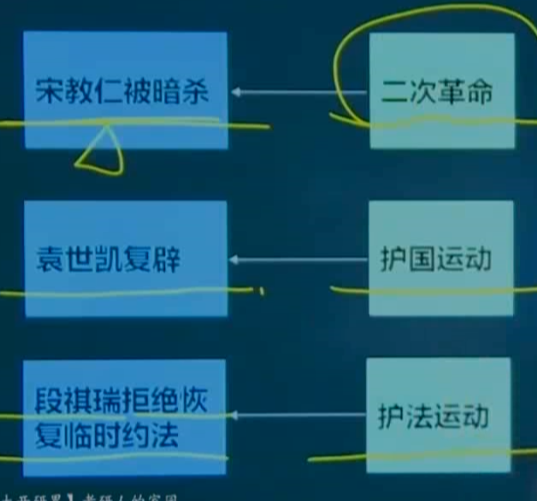 宋教仁被暗杀
二次革命
袁世凯复辟
护国运动
段祺瑞拒绝恢
复临时约法
护法运动